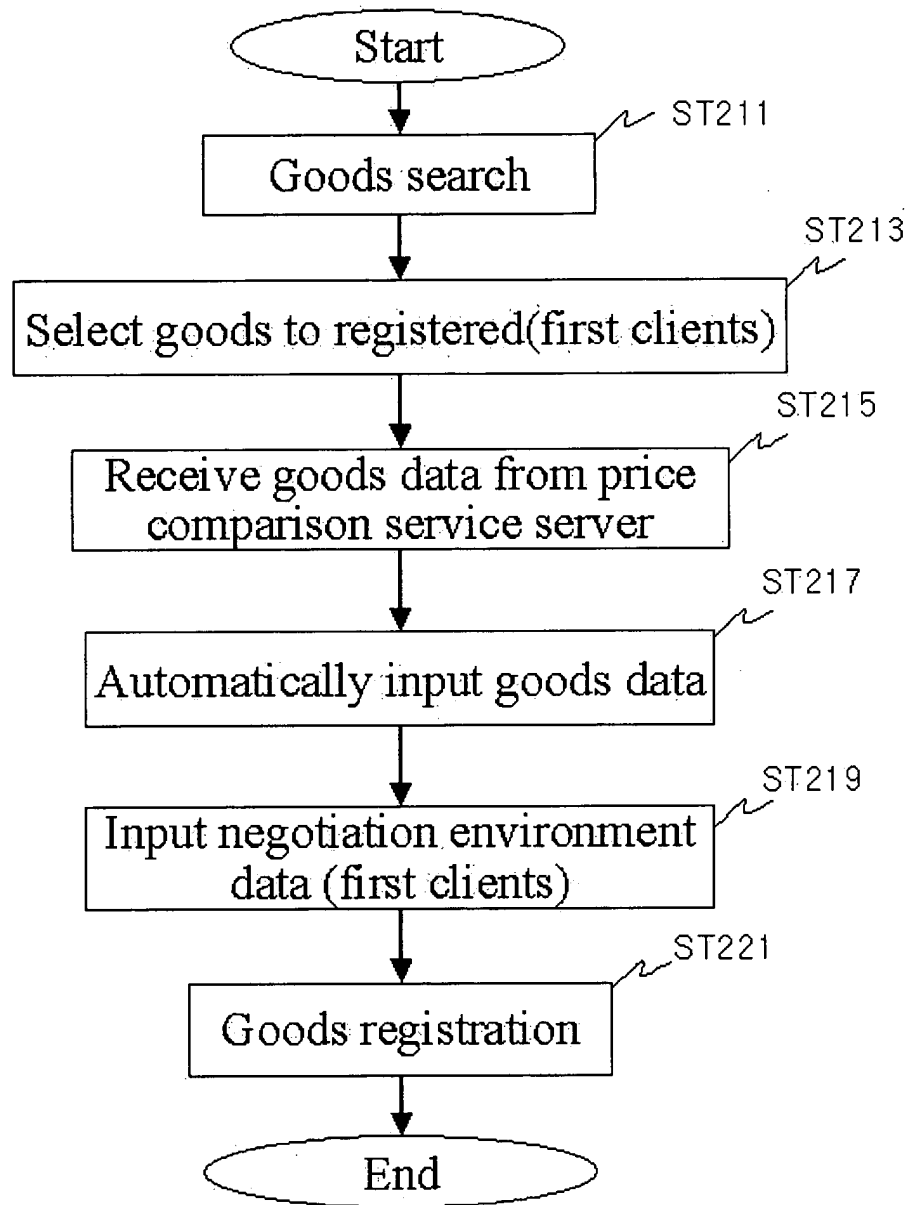 Start
ST211
Goods search
ST213
Select goods to registered(first clients)
ST215
Receive goods data from price
comparison service server
ST217
Automatically input goods data
ST219
Input negotiation environment
data (first clients)
ST221
Goods registration
End